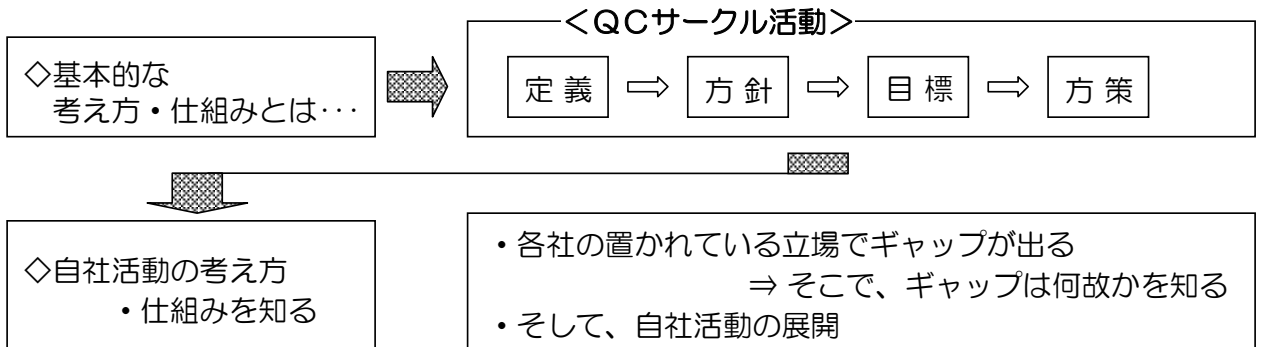 <QCサークル活動>
◇基本的な
考え方・仕組みとは･･･
定 義 ⇨ 方 針 ⇨ 目 標 ⇨ 方 策
◇自社活動の考え方
・仕組みを知る
・各社の置かれている立場でギャップが出る
⇒ そこで、ギャップは何故かを知る
・そして、自社活動の展開